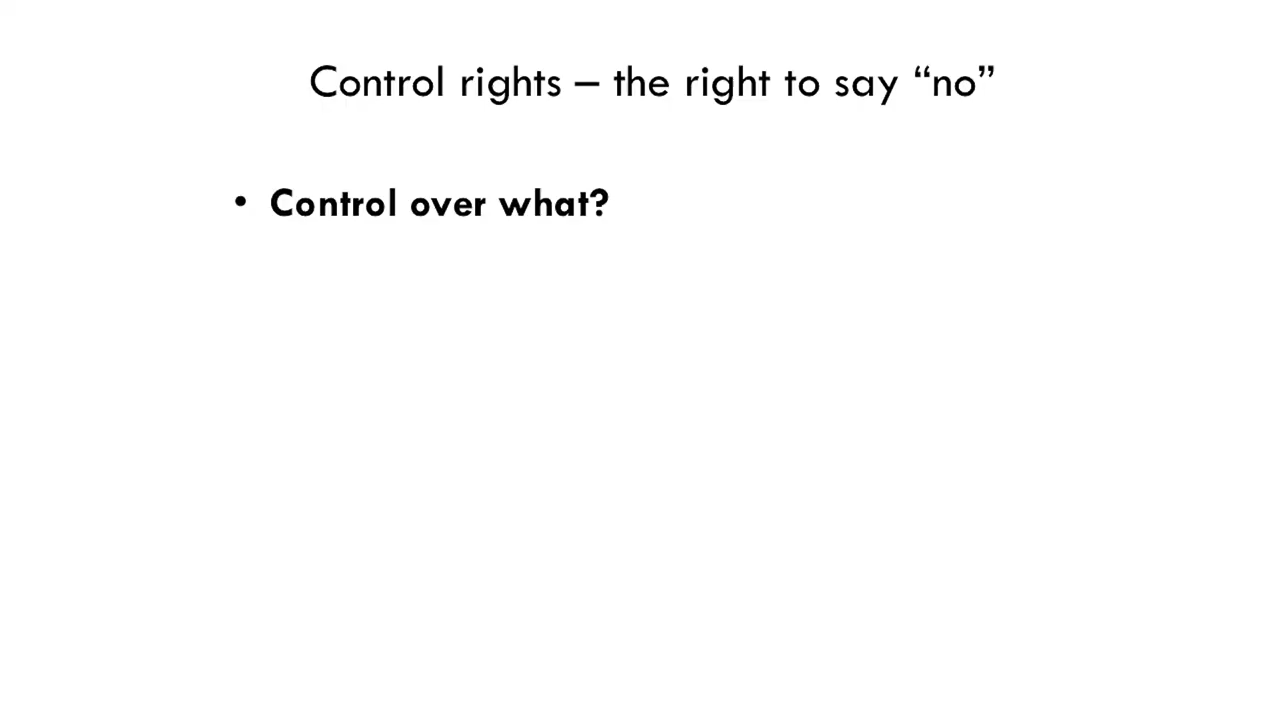 Control rights – the right to say “no”
• Control over what?